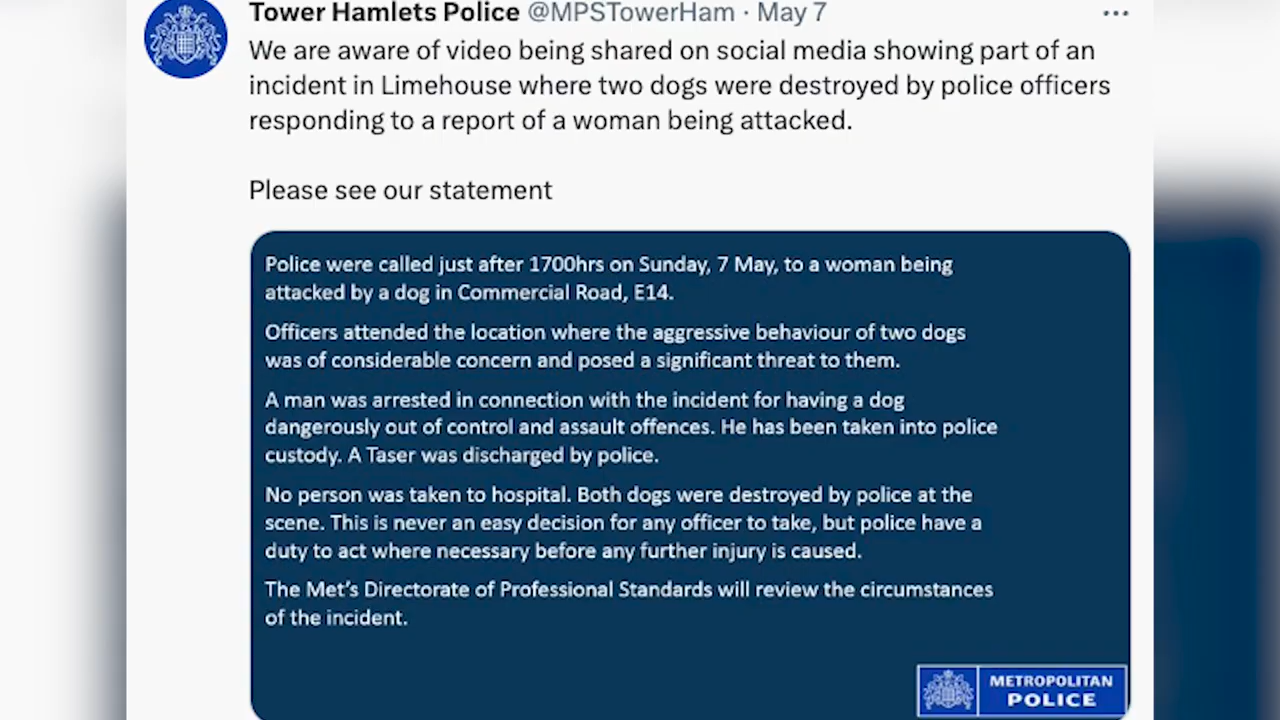 Tower Hamlets Police @MPSTowerHam · May 7 ...
We are aware of video being shared on social media showing part of an
incident in Limehouse where two dogs were destroyed by police officers
responding to a report of a woman being attacked.
Please see our statement
Police were called just after 1700hrs on Sunday, 7 May, to a woman being
attacked by a dog in Commercial Road, E14.
Officers attended the location where the aggressive behaviour of two dogs
was of considerable concern and posed a significant threat to them.
A man was arrested in connection with the incident for having a dog
dangerously out of control and assault offences. He has been taken into police
custody. A Taser was discharged by police.
No person was taken to hospital. Both dogs were destroyed by police at the
scene. This is never an easy decision for any officer to take, but police have a
duty to act where necessary before any further injury is caused.
The Met's Directorate of Professional Standards will review the circumstances
of the incident.
METROPOLITAN
POLICE